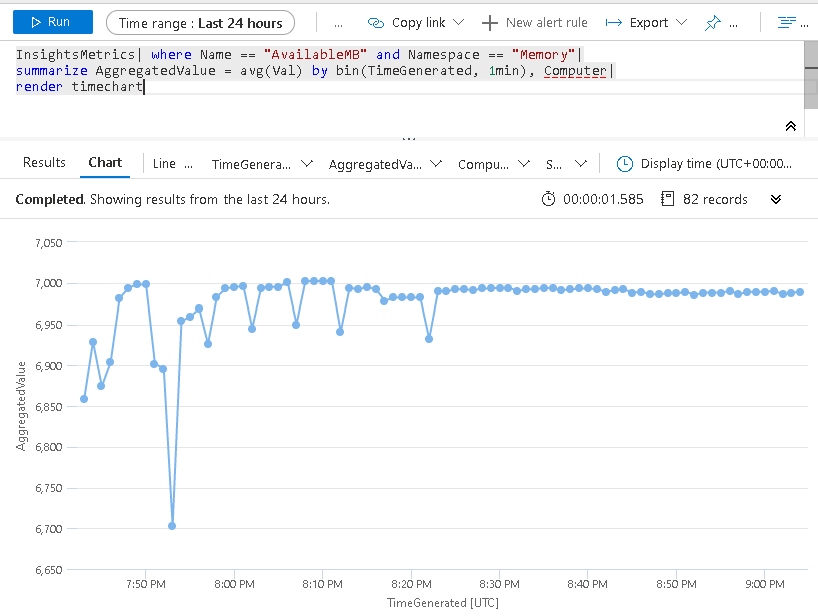 Run
Time range : Last 24 hours
...
Copy link
New alert rule
Export
...
...
InsightsMetrics| where Name == "AvailableMB" and Namespace == "Memory"|
summarize AggregatedValue = avg(Val) by bin(TimeGenerated, 1min), Computer|
render timechart
...
Results
Chart
Line ...
TimeGenera...
AggregatedVa...
Compu...
S...
Display time (UTC+00:00...
Completed. Showing results from the last 24 hours.
00:00:01.585
82 records
7,050
7,000
6,950
6,900
6,850
6,800
6,750
6,700
6,650
AggregatedValue
7:50 PM
8:00 PM
8:10 PM
8:20 PM
8:30 PM
8:40 PM
8:50 PM
9:00 PM
TimeGenerated [UTC]